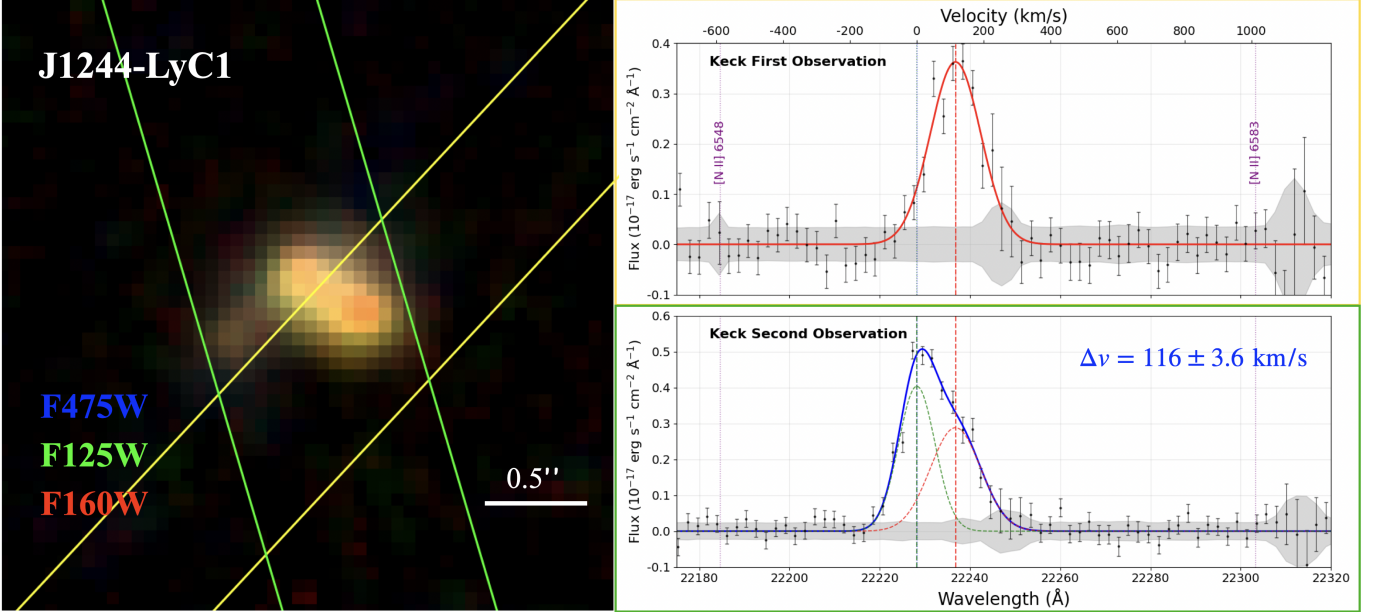 J1244-LyC1
F475W
F125W
F160W
0.5''
Velocity (km/s)
-600 -400 -200 0 200 400 600 800 1000
Keck First Observation
[N II] 6548
[N II] 6583
Flux (10⁻¹⁷ erg s⁻¹ cm⁻² Å⁻¹)
0.4
0.3
0.2
0.1
0.0
-0.1
Keck Second Observation
Δv = 116 ± 3.6 km/s
Flux (10⁻¹⁷ erg s⁻¹ cm⁻² Å⁻¹)
0.6
0.5
0.4
0.3
0.2
0.1
0.0
-0.1
22180 22200 22220 22240 22260 22280 22300 22320
Wavelength (Å)